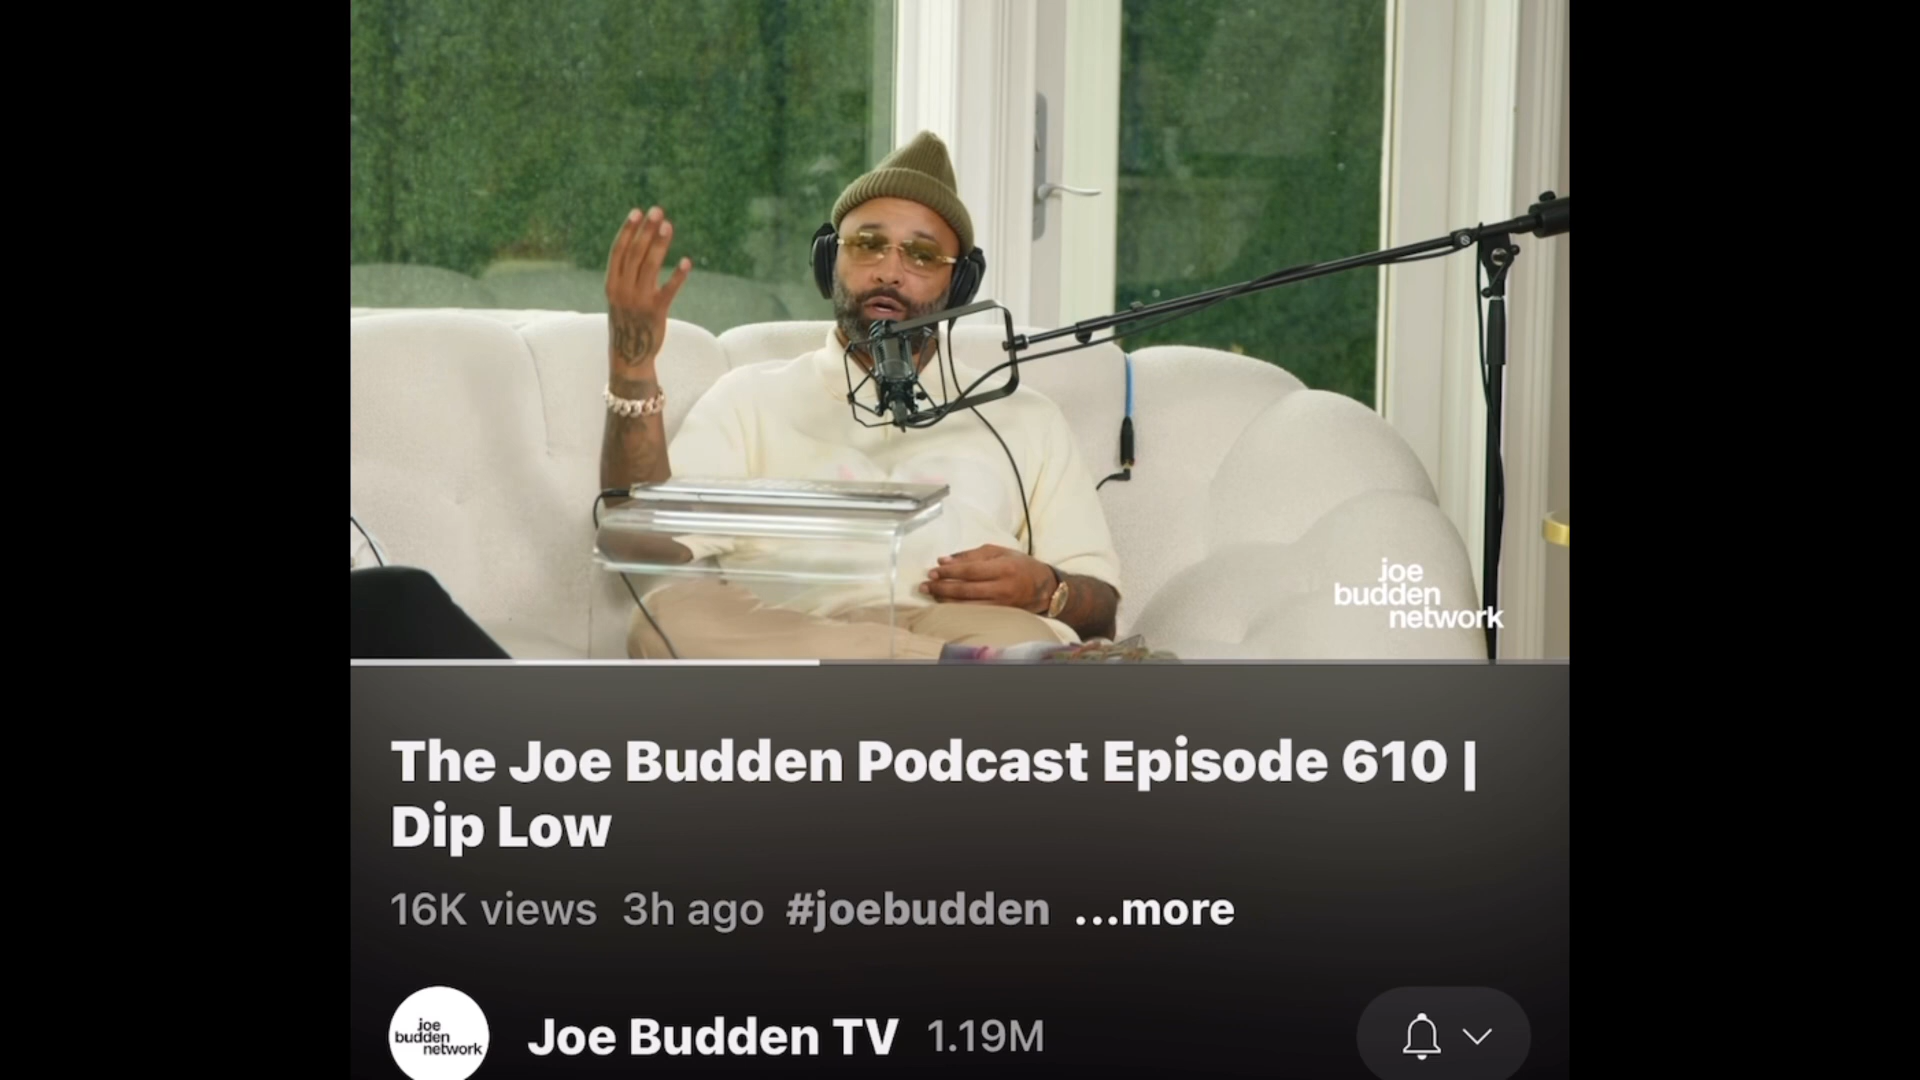 joe
budden
network
The Joe Budden Podcast Episode 610 |
Dip Low
16K views 3h ago #joebudden ...more
joe
budden
network
Joe Budden TV 1.19M